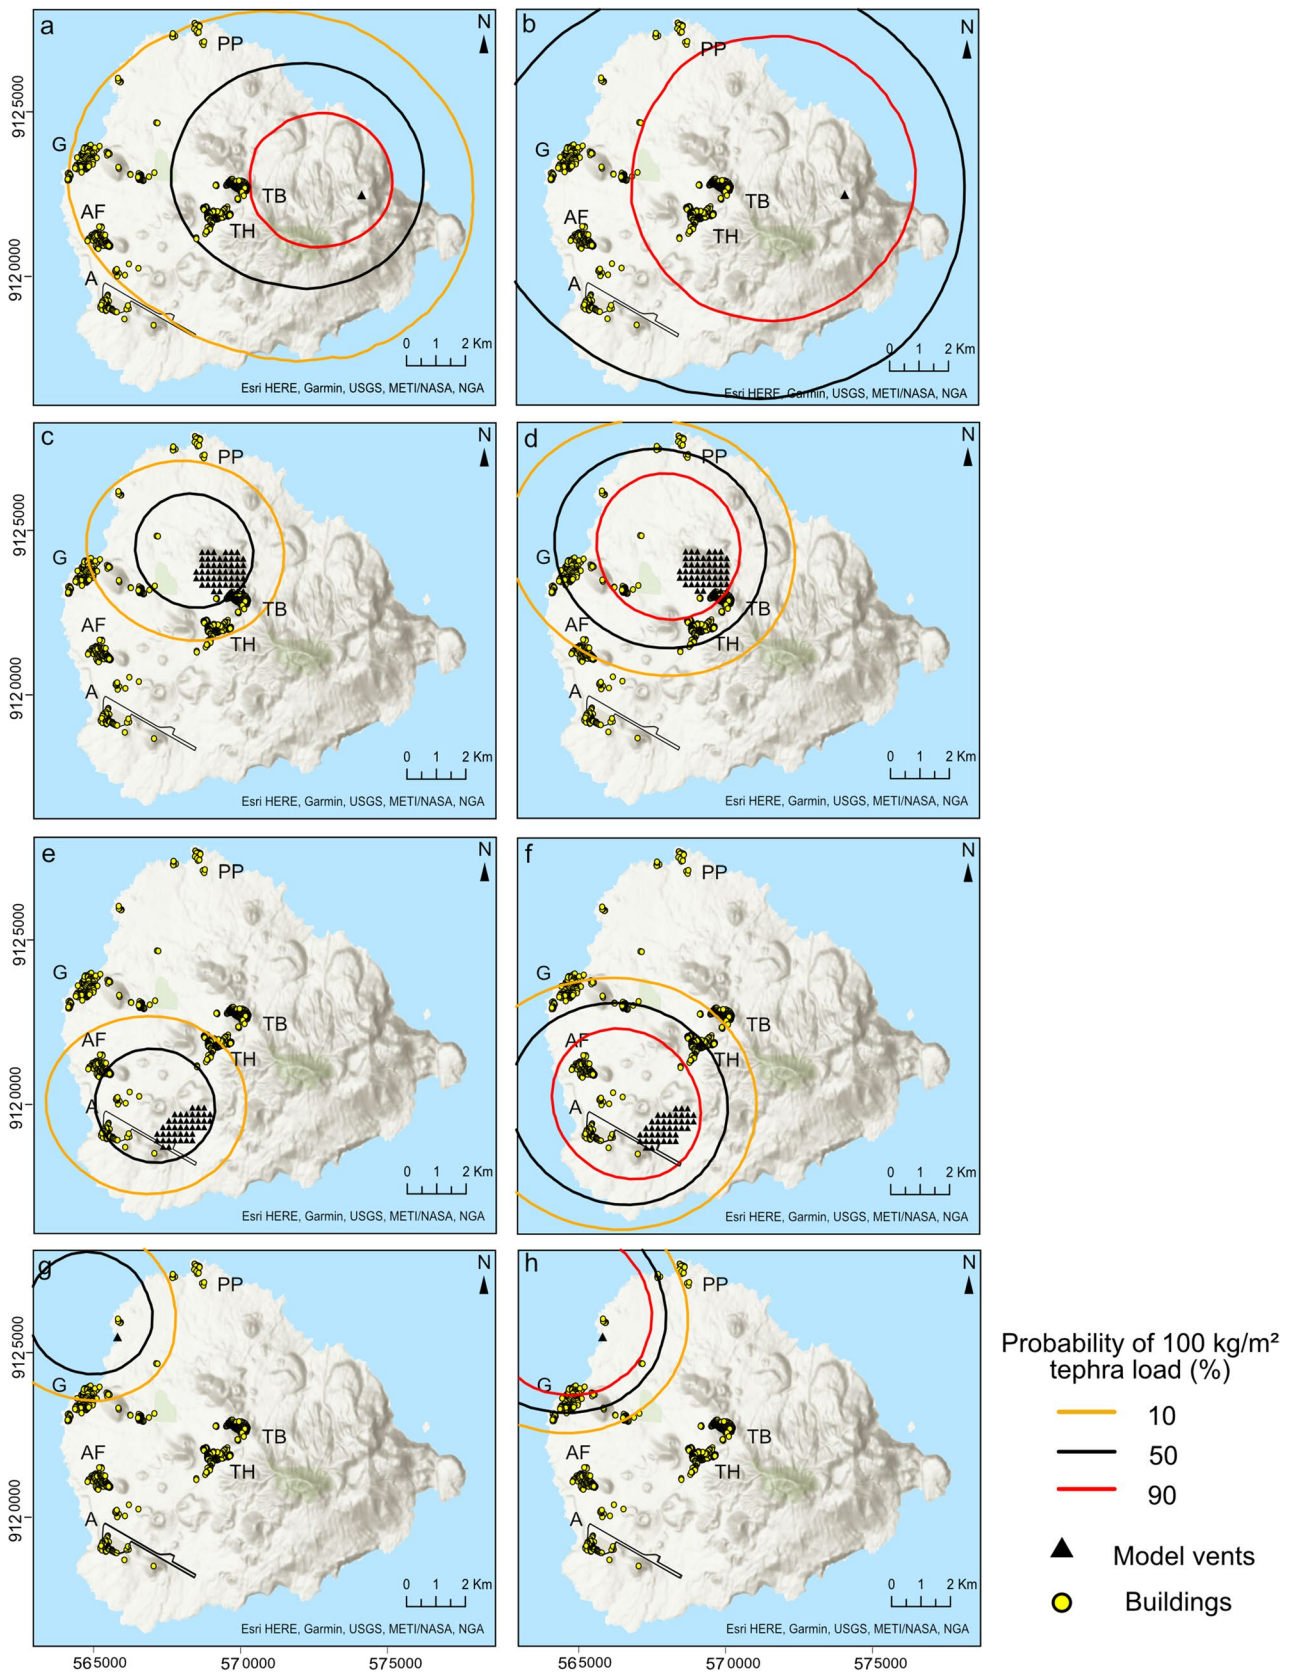 a
N
PP
9125000
G
TB
AF
TH
9120000
A
0 1 2 Km
Esri HERE, Garmin, USGS, METI/NASA, NGA
b
N
PP
G
TB
AF
TH
A
0 1 2 Km
Esri HERE, Garmin, USGS, METI/NASA, NGA
c
N
PP
9125000
G
TB
AF
TH
9120000
A
0 1 2 Km
Esri HERE, Garmin, USGS, METI/NASA, NGA
d
N
PP
G
TB
AF
TH
A
0 1 2 Km
Esri HERE, Garmin, USGS, METI/NASA, NGA
e
N
PP
9125000
G
TB
AF
TH
9120000
A
0 1 2 Km
Esri HERE, Garmin, USGS, METI/NASA, NGA
f
N
PP
G
TB
AF
TH
A
0 1 2 Km
Esri HERE, Garmin, USGS, METI/NASA, NGA
g
N
PP
9125000
G
TB
AF
TH
9120000
A
0 1 2 Km
Esri HERE, Garmin, USGS, METI/NASA, NGA
565000 570000 575000
h
N
PP
G
TB
AF
TH
A
0 1 2 Km
Esri HERE, Garmin, USGS, METI/NASA, NGA
565000 570000 575000
Probability of 100 kg/m²
tephra load (%)
10
50
90
Model vents
Buildings